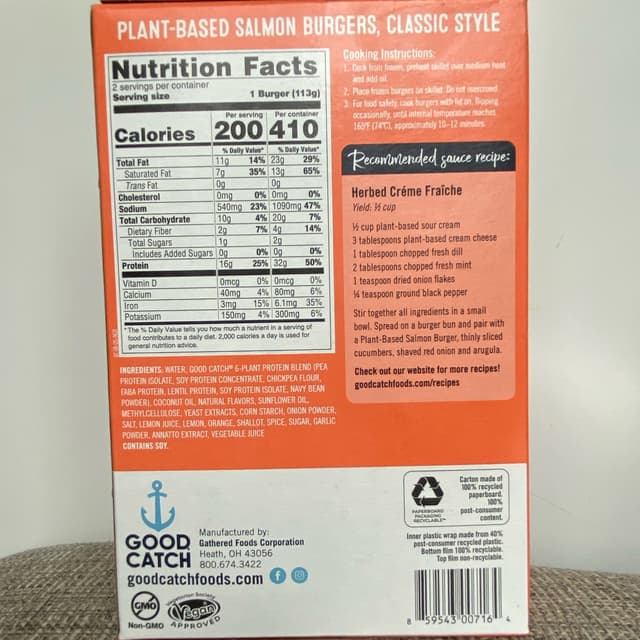 PLANT-BASED SALMON BURGERS, CLASSIC STYLE
Nutrition Facts
2 servings per container
Serving size 1 Burger (113g)
Per serving Per container
Calories 200 410
% Daily Value* % Daily Value*
Total Fat 11g 14% 23g 29%
Saturated Fat 7g 35% 13g 65%
Trans Fat 0g 0g
Cholesterol 0mg 0% 0mg 0%
Sodium 540mg 23% 1090mg 47%
Total Carbohydrate 10g 4% 20g 7%
Dietary Fiber 2g 7% 4g 14%
Total Sugars 1g 2g
Includes Added Sugars 0g 0% 0g 0%
Protein 16g 25% 32g 50%
Vitamin D 0mcg 0% 0mcg 0%
Calcium 40mg 4% 80mg 6%
Iron 3mg 15% 6.1mg 35%
Potassium 150mg 4% 300mg 6%
*The % Daily Value tells you how much a nutrient in a serving of
food contributes to a daily diet. 2,000 calories a day is used for
general nutrition advice.
INGREDIENTS: WATER, GOOD CATCH® 6-PLANT PROTEIN BLEND (PEA
PROTEIN ISOLATE, SOY PROTEIN CONCENTRATE, CHICKPEA FLOUR,
FABA PROTEIN, LENTIL PROTEIN, SOY PROTEIN ISOLATE, NAVY BEAN
POWDER), COCONUT OIL, NATURAL FLAVORS, SUNFLOWER OIL,
METHYLCELLULOSE, YEAST EXTRACTS, CORN STARCH, ONION POWDER,
SALT, LEMON JUICE, LEMON, ORANGE, SHALLOT, SPICE, SUGAR, GARLIC
POWDER, ANNATTO EXTRACT, VEGETABLE JUICE
CONTAINS SOY.
Cooking Instructions:
1. Cook from frozen, preheat skillet over medium heat
and add oil.
2. Place frozen burgers on skillet. Do not overcrowd.
3. For food safety, cook burgers with lid on, flipping
occasionally, until internal temperature reaches
165°F (74°C), approximately 10-12 minutes.
Recommended sauce recipe:
Herbed Créme Fraîche
Yield: ½ cup
½ cup plant-based sour cream
3 tablespoons plant-based cream cheese
1 tablespoon chopped fresh dill
2 tablespoons chopped fresh mint
1 teaspoon dried onion flakes
¼ teaspoon ground black pepper
Stir together all ingredients in a small
bowl. Spread on a burger bun and pair with
a Plant-Based Salmon Burger, thinly sliced
cucumbers, shaved red onion and arugula.
Check out our website for more recipes!
goodcatchfoods.com/recipes
GOOD
CATCH
Manufactured by:
Gathered Foods Corporation
Heath, OH 43056
800.674.3422
goodcatchfoods.com
GMO
Non-GMO
Vegetarian Society
Vegan
APPROVED
PAPERBOARD
PACKAGING
RECYCLABLE™
Carton made of
100% recycled
paperboard.
100%
post-consumer
content.
Inner plastic wrap made from 40%
post-consumer recycled plastic.
Bottom film 100% recyclable.
Top film non-recyclable.
8 59543 00716 4